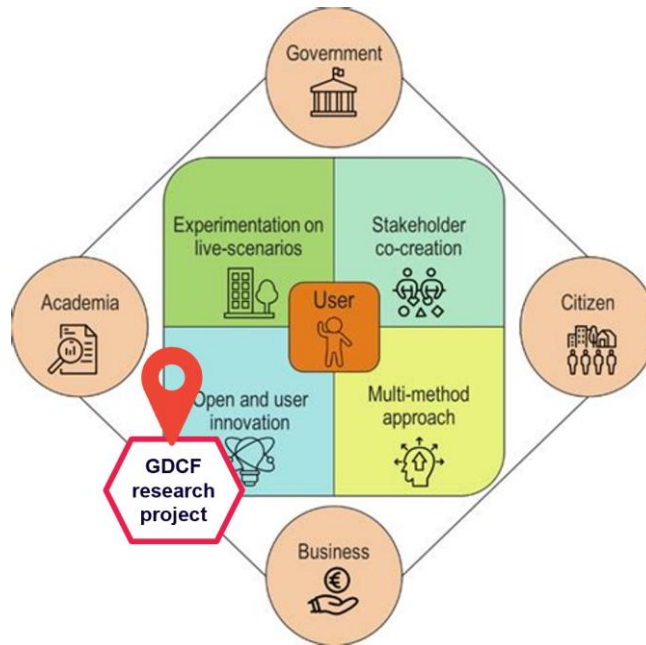 Government
Experimentation on
live-scenarios
Stakeholder
co-creation
User
Academia
Citizen
Open and user
innovation
Multi-method
approach
GDCF
research
project
Business
€